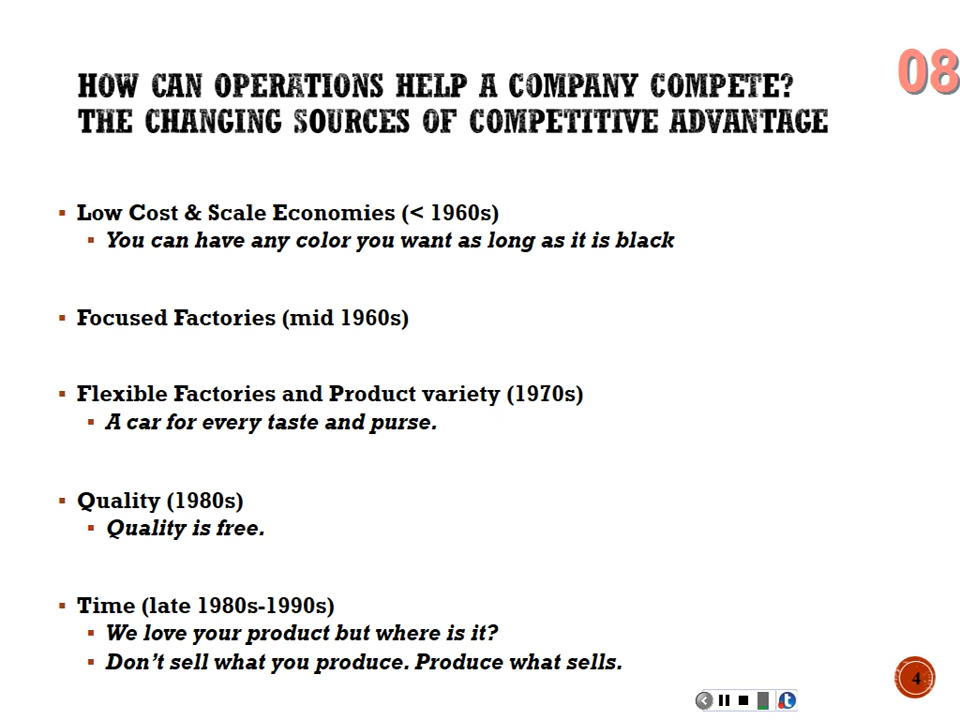 08
HOW CAN OPERATIONS HELP A COMPANY COMPETE?
THE CHANGING SOURCES OF COMPETITIVE ADVANTAGE
Low Cost & Scale Economies (< 1960s)
You can have any color you want as long as it is black
Focused Factories (mid 1960s)
Flexible Factories and Product variety (1970s)
A car for every taste and purse.
Quality (1980s)
Quality is free.
Time (late 1980s-1990s)
We love your product but where is it?
Don't sell what you produce. Produce what sells.
4
t